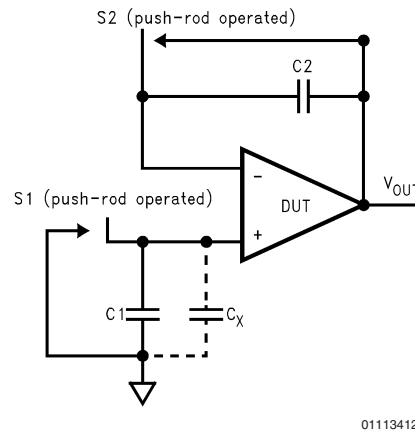 S2 (push-rod operated)
C2
-
DUT
VOUT
S1 (push-rod operated)
+
C1
CX
01113412